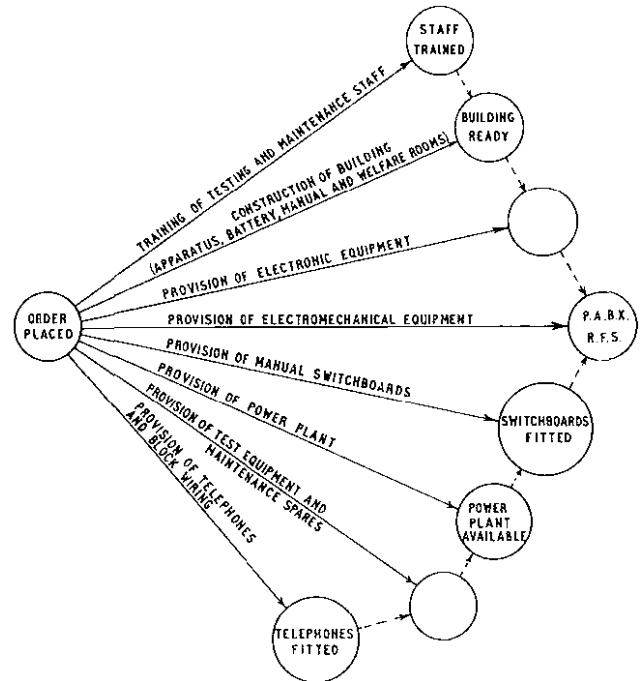 STAFF
TRAINED
TRAINING OF TESTING AND MAINTENANCE STAFF
BUILDING
READY
CONSTRUCTION OF BUILDING
(APPARATUS, BATTERY, MANUAL AND WELFARE ROOMS)
PROVISION OF ELECTRONIC EQUIPMENT
ORDER
PLACED
PROVISION OF ELECTROMECHANICAL EQUIPMENT
P.A.B.X.
R.F.S.
PROVISION OF MANUAL SWITCHBOARDS
SWITCHBOARDS
FITTED
PROVISION OF POWER PLANT
POWER
PLANT
AVAILABLE
PROVISION OF TEST EQUIPMENT AND
MAINTENANCE SPARES
PROVISION OF TELEPHONES
AND BLOCK WIRING
TELEPHONES
FITTED